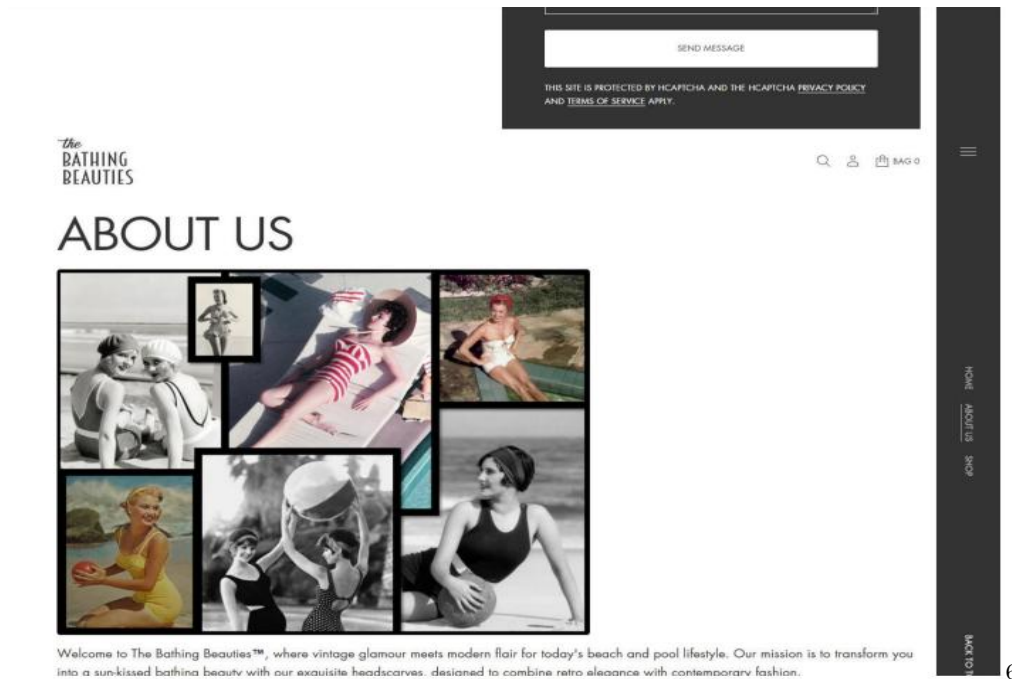 SEND MESSAGE
THIS SITE IS PROTECTED BY HCAPTCHA AND THE HCAPTCHA PRIVACY POLICY
AND TERMS OF SERVICE APPLY.
the
BATHING
BEAUTIES
BAG 0
ABOUT US
HOME
ABOUT US
SHOP
Welcome to The Bathing Beauties™, where vintage glamour meets modern flair for today's beach and pool lifestyle. Our mission is to transform you
into a sun-kissed bathing beauty with our exquisite headscarves, designed to combine retro elegance with contemporary fashion.
BACK TO
6